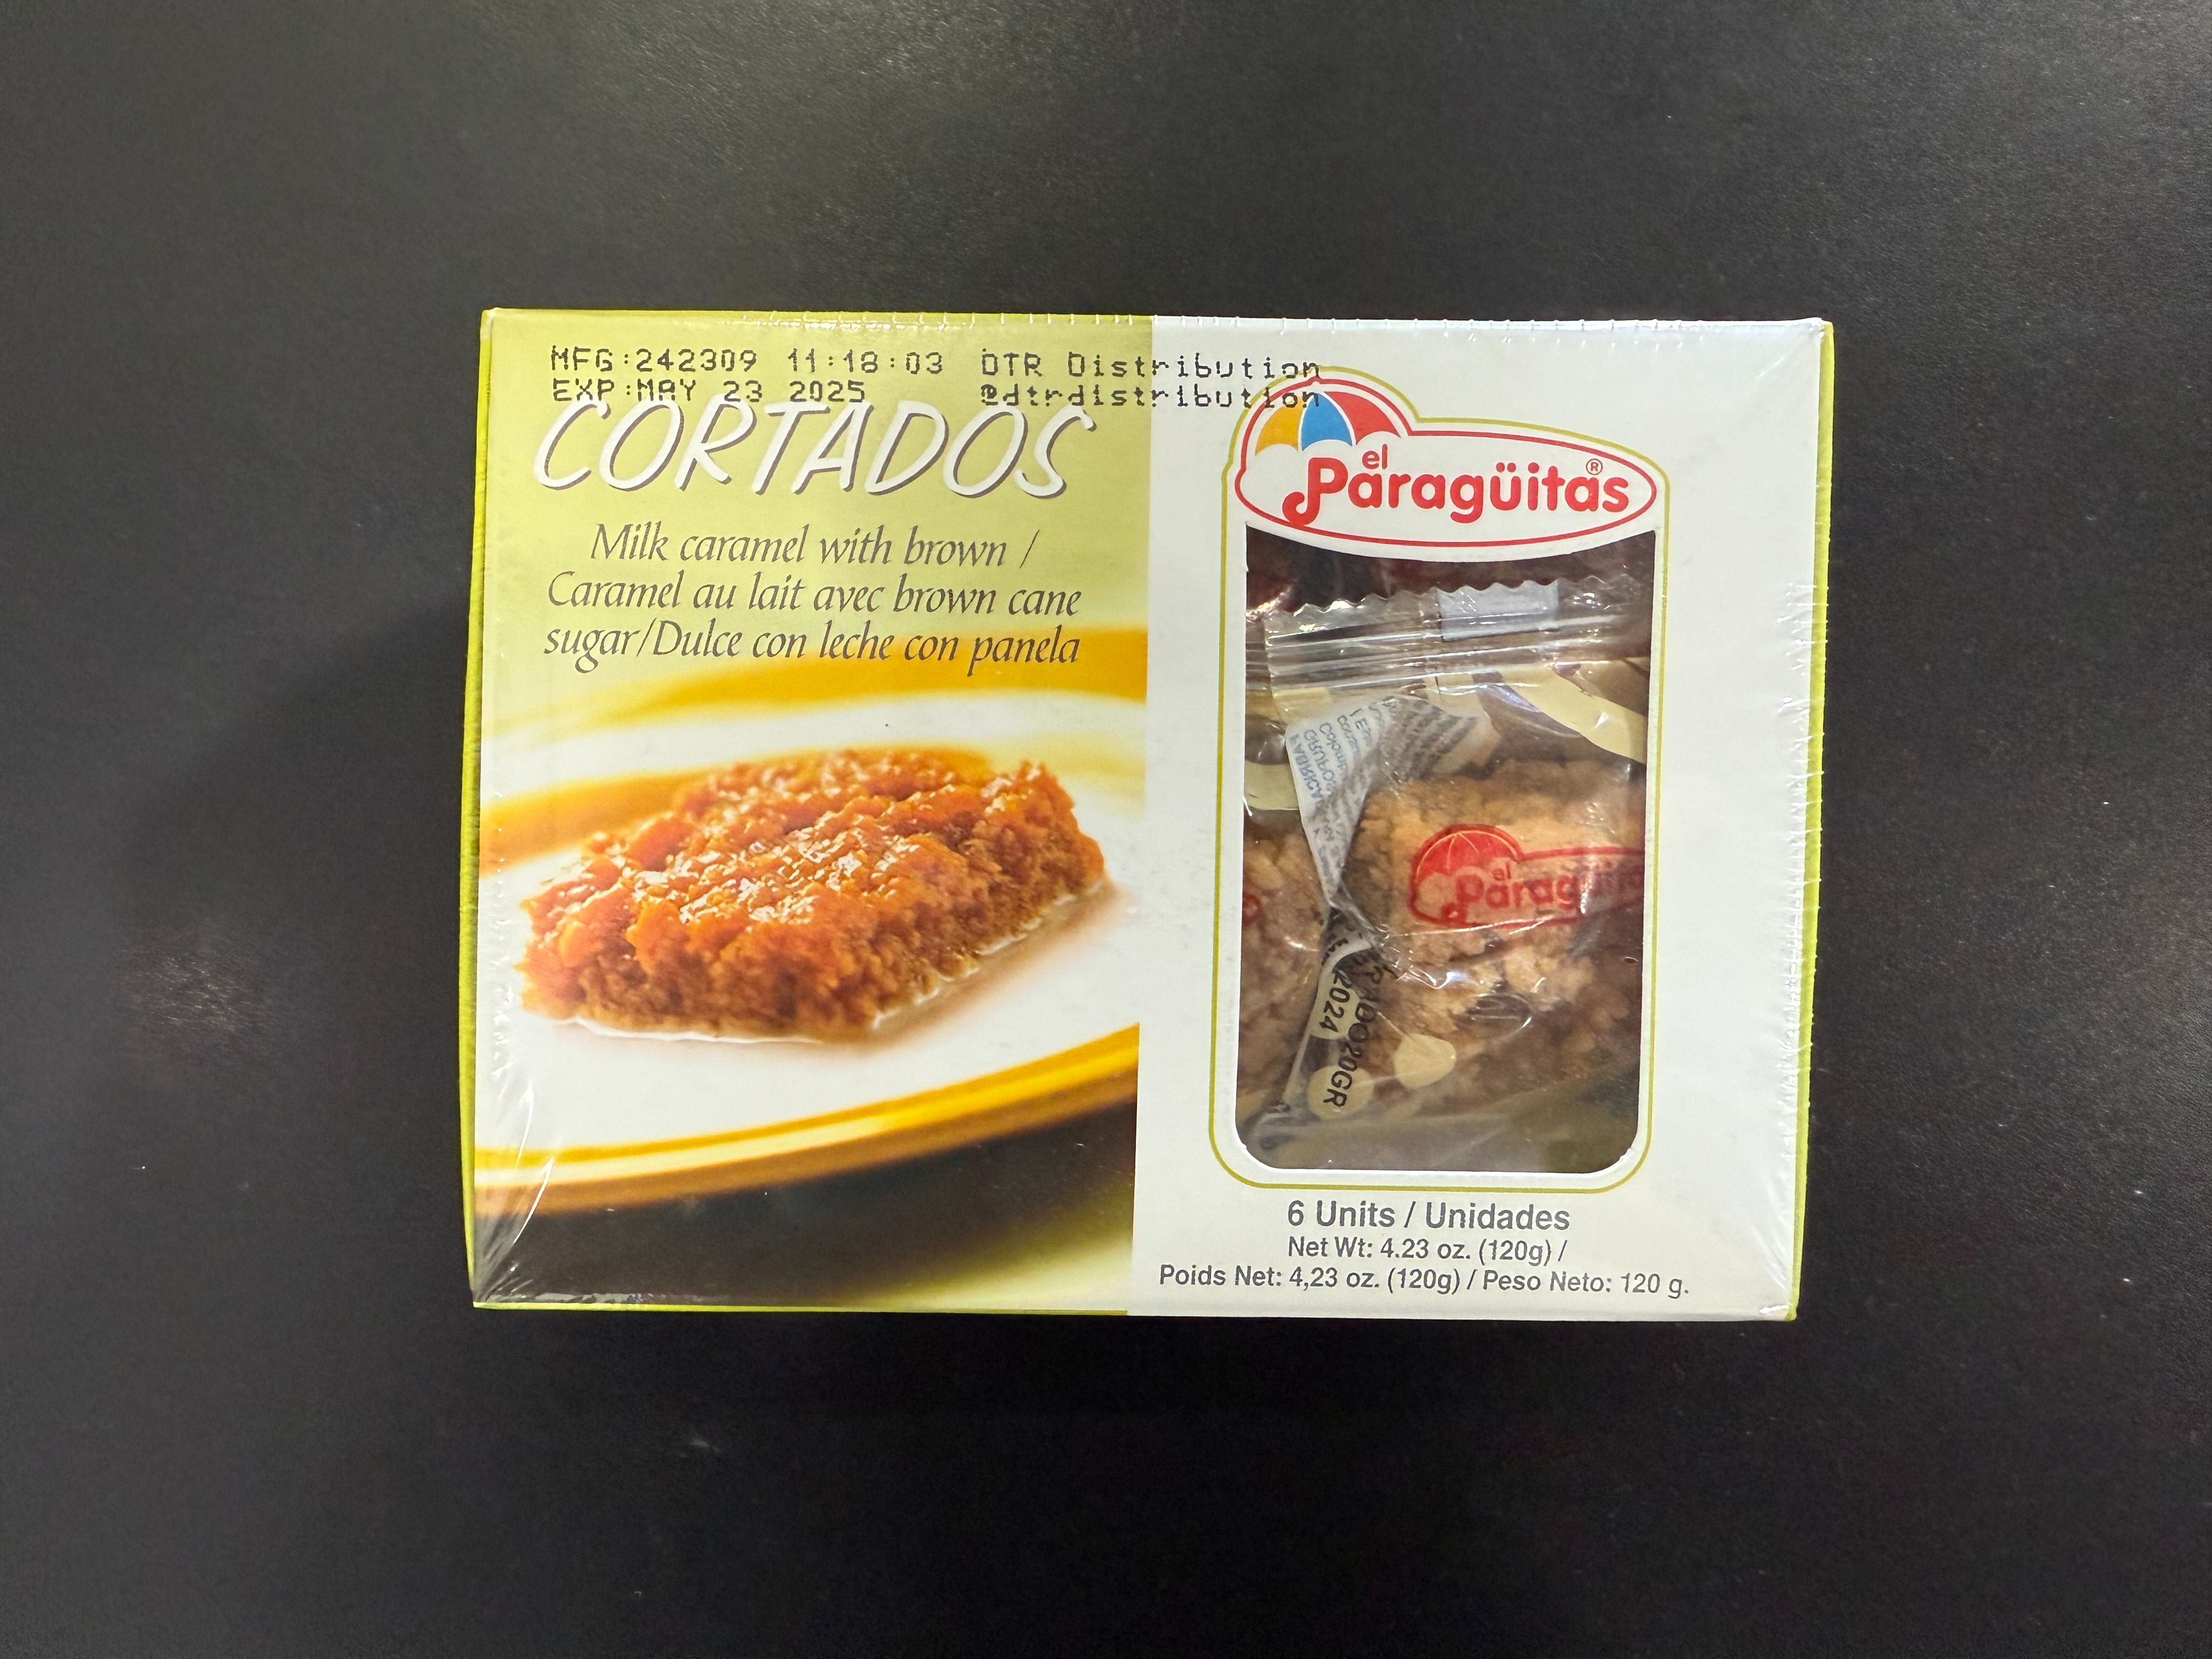 MFG:242309 11:18:03 DTR Distribution
EXP:MAY 23 2025 @dtrdistribution
CORTADOS
Milk caramel with brown /
Caramel au lait avec brown cane
sugar/Dulce con leche con panela
el
Paragüitas®
el
Paragüitas
2024
20GR
6 Units / Unidades
Net Wt: 4.23 oz. (120g) /
Poids Net: 4,23 oz. (120g) / Peso Neto: 120 g.